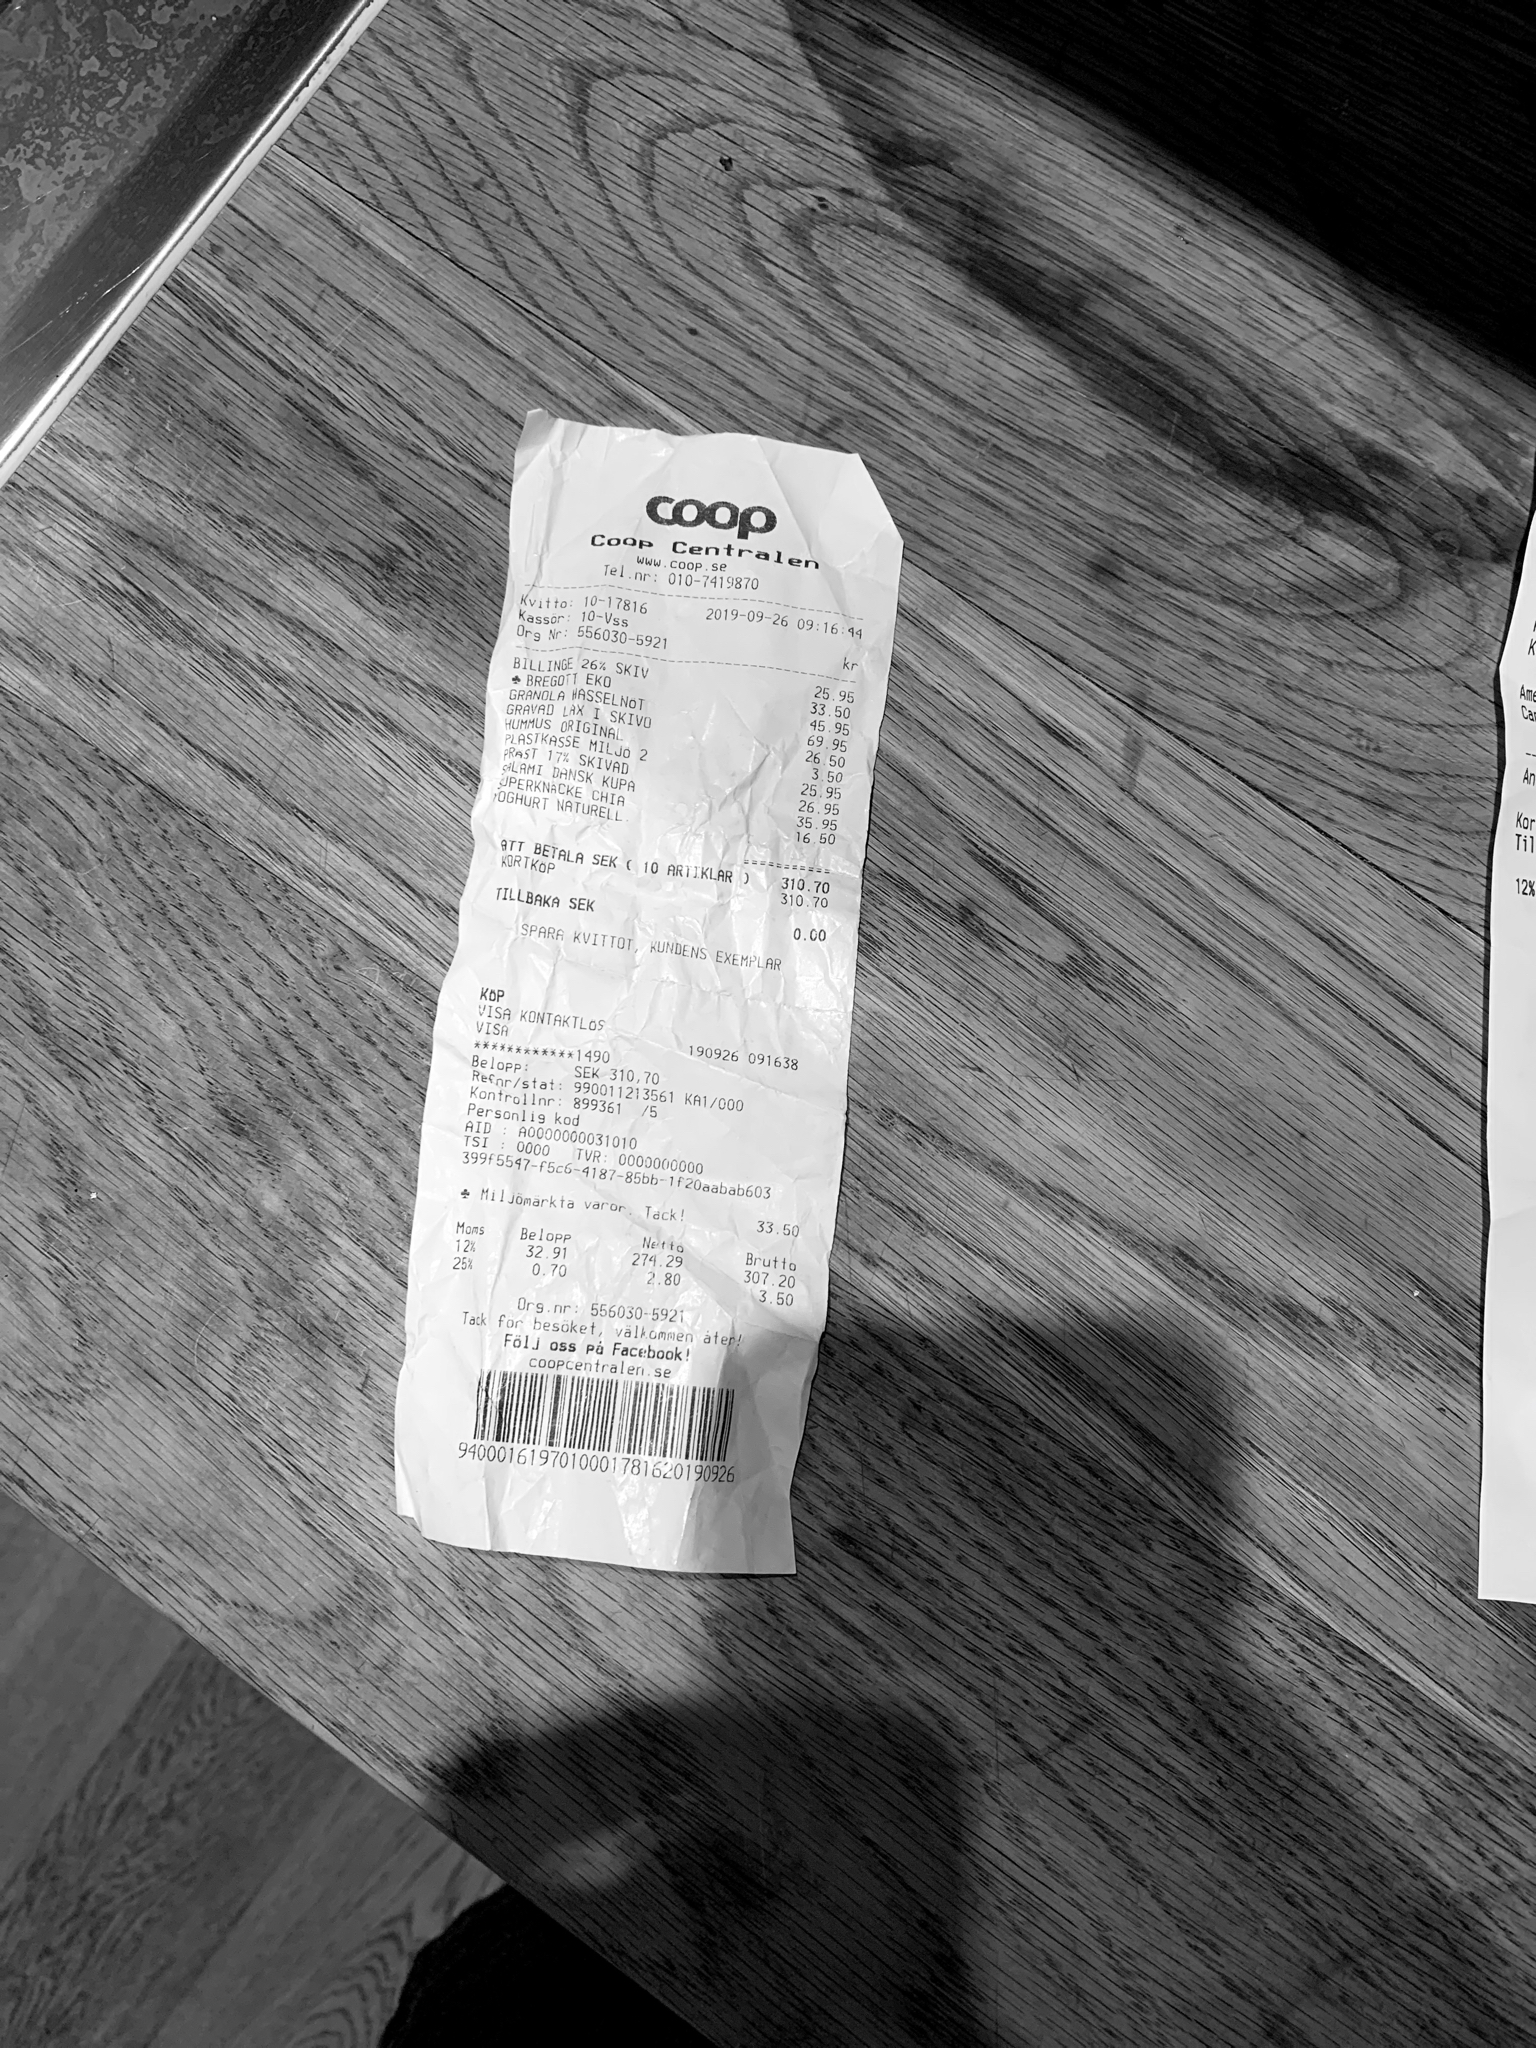 coop
Coop Centralen
www.coop.se
Tel.nr: 010-7419870
Kvitto: 10-17816 2019-09-26 09:16:44
Kassör: 10-Vss
Org Nr: 556030-5921
kr
BILLINGE 26% SKIV 25.95
♣ BREGOTT EKO 33.50
GRANOLA HASSELNÖT 45.95
GRAVAD LAX I SKIVO 69.95
HUMMUS ORIGINAL 26.50
PLASTKASSE MILJÖ 2 3.50
PRÄST 17% SKIVAD 25.95
SALAMI DANSK KUPA 26.95
UPERKNÄCKE CHIA 35.95
YOGHURT NATURELL 16.50
ATT BETALA SEK ( 10 ARTIKLAR ) 310.70
KORTKÖP 310.70
TILLBAKA SEK 0.00
SPARA KVITTOT, KUNDENS EXEMPLAR
KÖP
VISA KONTAKTLÖS
VISA 190926 091638
************1490
Belopp: SEK 310,70
Refnr/stat: 990011213561 KA1/000
Kontrollnr: 899361 /5
Personlig kod
AID : A0000000031010
TSI : 0000 TVR: 0000000000
399f5547-f5c6-4187-85bb-1f20aabab603
♣ Miljömärkta varor. Tack! 33.50
Moms Belopp Netto Brutto
12% 32.91 274.29 307.20
25% 0.70 2.80 3.50
Org.nr: 556030-5921
Tack för besöket, välkommen åter!
Följ oss på Facebook!
coopcentralen.se
9400016197010001781620190926
K
Ame
Car
An
Kor
Til
12%